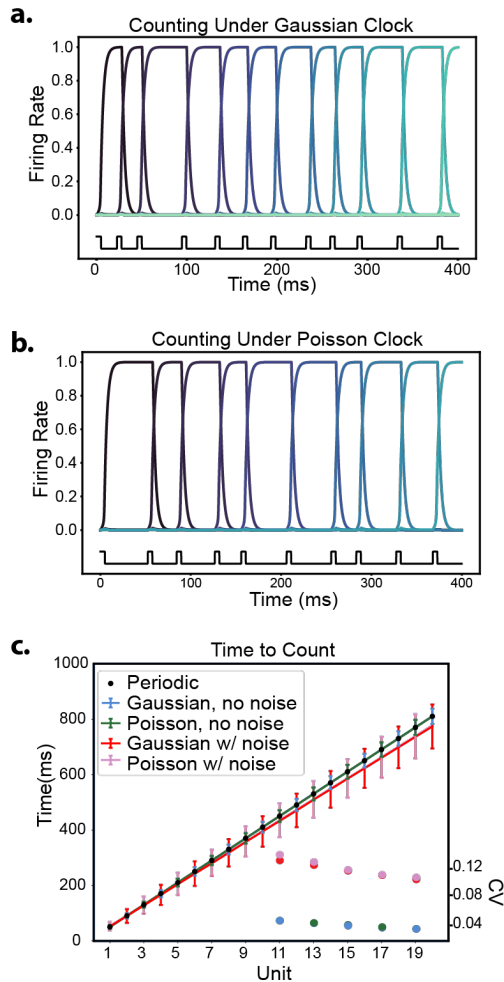 a.
Counting Under Gaussian Clock
Firing Rate
1.0
0.8
0.6
0.4
0.2
0.0
0 100 200 300 400
Time (ms)
b.
Counting Under Poisson Clock
Firing Rate
1.0
0.8
0.6
0.4
0.2
0.0
0 100 200 300 400
Time (ms)
c.
Time to Count
Time(ms)
1000
800
600
400
200
0
Periodic
Gaussian, no noise
Poisson, no noise
Gaussian w/ noise
Poisson w/ noise
0.12
0.08
0.04
CV
1 3 5 7 9 11 13 15 17 19
Unit